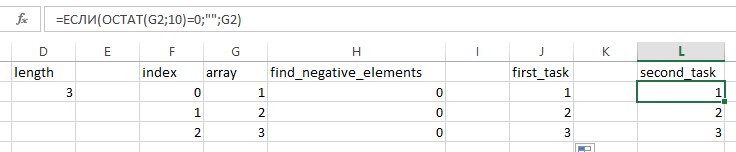 fx =ЕСЛИ(ОСТАТ(G2;10)=0;"";G2)
D E F G H I J K L
length index array find_negative_elements first_task second_task
3 0 1 0 1 1
1 2 0 2 2
2 3 0 3 3